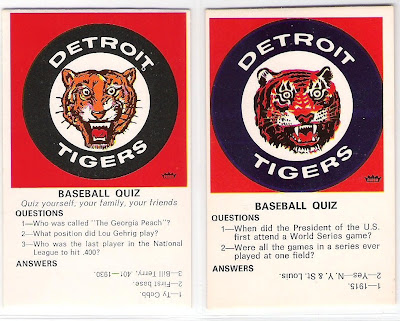 DETROIT
TIGERS
BASEBALL QUIZ
Quiz yourself, your family, your friends
QUESTIONS
1—Who was called "The Georgia Peach"?
2—What position did Lou Gehrig play?
3—Who was the last player in the National
League to hit .400?
ANSWERS
1—Ty Cobb.
2—First base.
3—Bill Terry, .401—1930.
DETROIT
TIGERS
BASEBALL QUIZ
QUESTIONS
1—When did the President of the U.S.
first attend a World Series game?
2—Were all the games in a series ever
played at one field?
ANSWERS
1—1915.
2—Yes—N.Y. & St. Louis.